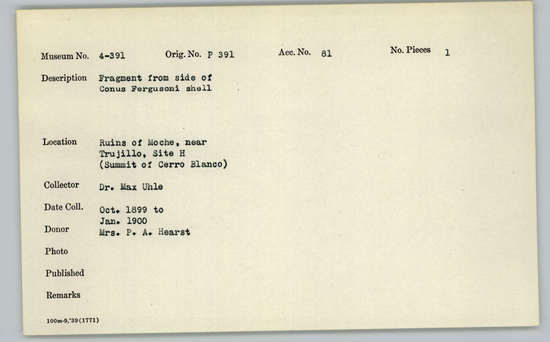 Museum No. 4-391 Orig. No. P 391 Acc. No. 81 No. Pieces 1
Description Fragment from side of
Conus Fergusoni shell
Location Ruins of Moche, near
Trujillo, Site H
(Summit of Cerro Blanco)
Collector Dr. Max Uhle
Date Coll. Oct. 1899 to
Jan. 1900
Donor Mrs. P. A. Hearst
Photo
Published
Remarks
100m-9,'39(1771)